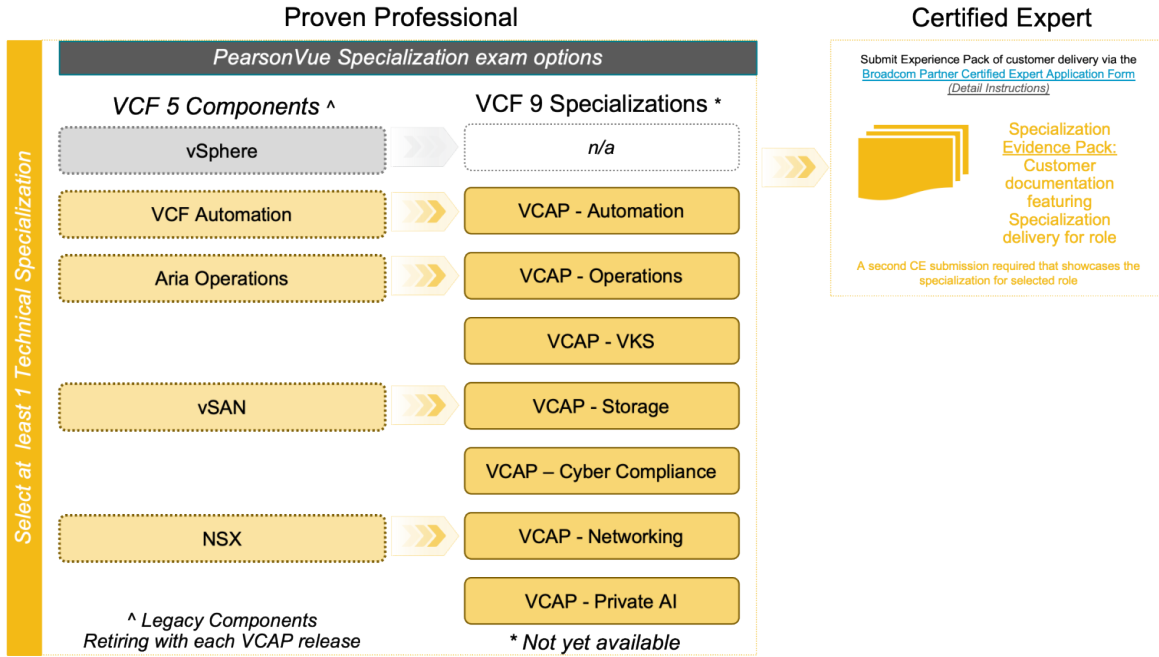 Proven Professional
Certified Expert
Select at least 1 Technical Specialization
PearsonVue Specialization exam options
VCF 5 Components ^
VCF 9 Specializations *
vSphere
n/a
VCF Automation
VCAP - Automation
Aria Operations
VCAP - Operations
VCAP - VKS
vSAN
VCAP - Storage
VCAP – Cyber Compliance
NSX
VCAP - Networking
VCAP - Private AI
^ Legacy Components
Retiring with each VCAP release
* Not yet available
Submit Experience Pack of customer delivery via the
Broadcom Partner Certified Expert Application Form
(Detail Instructions)
Specialization
Evidence Pack:
Customer
documentation
featuring
Specialization
delivery for role
A second CE submission required that showcases the
specialization for selected role